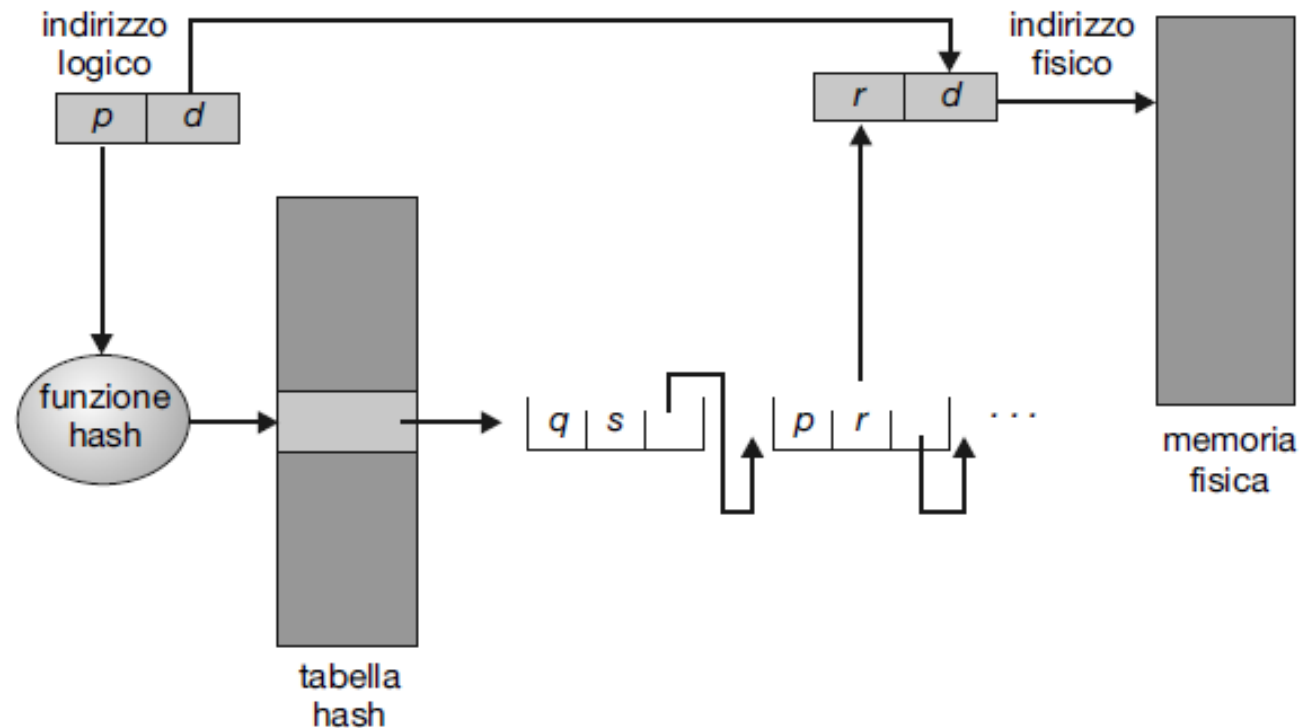 indirizzo
logico
p d
indirizzo
fisico
r d
funzione
hash
q s
p r
. . .
memoria
fisica
tabella
hash